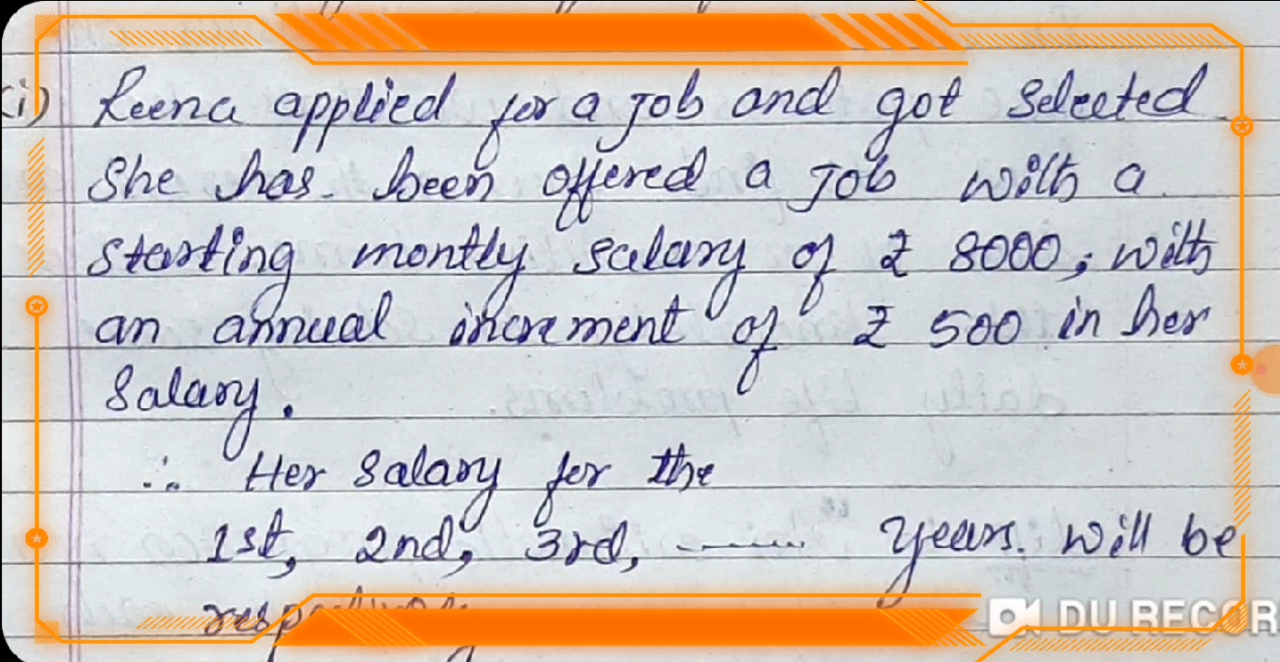 (i) Reena applied for a job and got selected.
She has been offered a job with a
starting montly salary of ₹ 8000, with
an annual increment of ₹ 500 in her
salary.
∴ Her salary for the
1st, 2nd, 3rd, ------ years. will be
DU RECOR